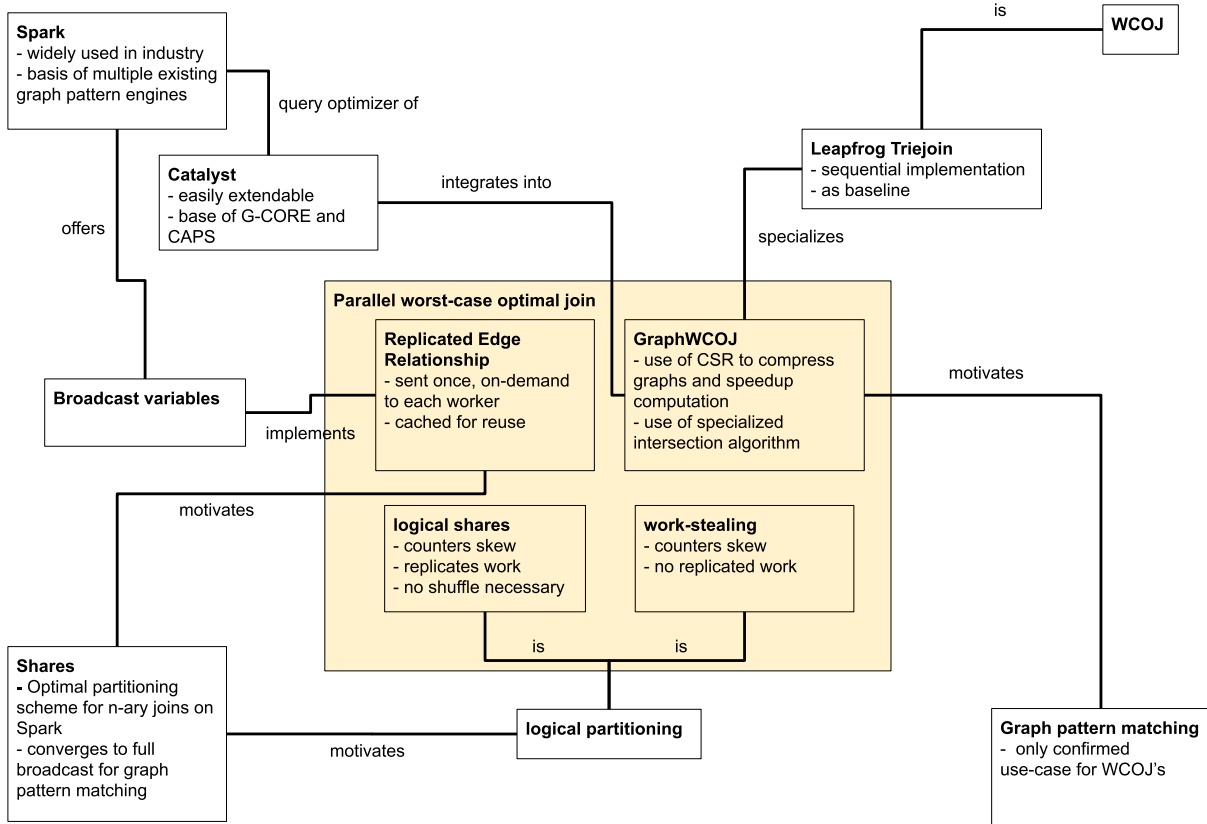 is
WCOJ
Spark
- widely used in industry
- basis of multiple existing
graph pattern engines
query optimizer of
Leapfrog Triejoin
- sequential implementation
- as baseline
Catalyst
- easily extendable
- base of G-CORE and
CAPS
integrates into
offers
specializes
Parallel worst-case optimal join
Replicated Edge
Relationship
- sent once, on-demand
to each worker
- cached for reuse
GraphWCOJ
- use of CSR to compress
graphs and speedup
computation
- use of specialized
intersection algorithm
motivates
Broadcast variables
implements
motivates
logical shares
- counters skew
- replicates work
- no shuffle necessary
work-stealing
- counters skew
- no replicated work
is
is
Shares
- Optimal partitioning
scheme for n-ary joins on
Spark
- converges to full
broadcast for graph
pattern matching
motivates
logical partitioning
Graph pattern matching
- only confirmed
use-case for WCOJ's